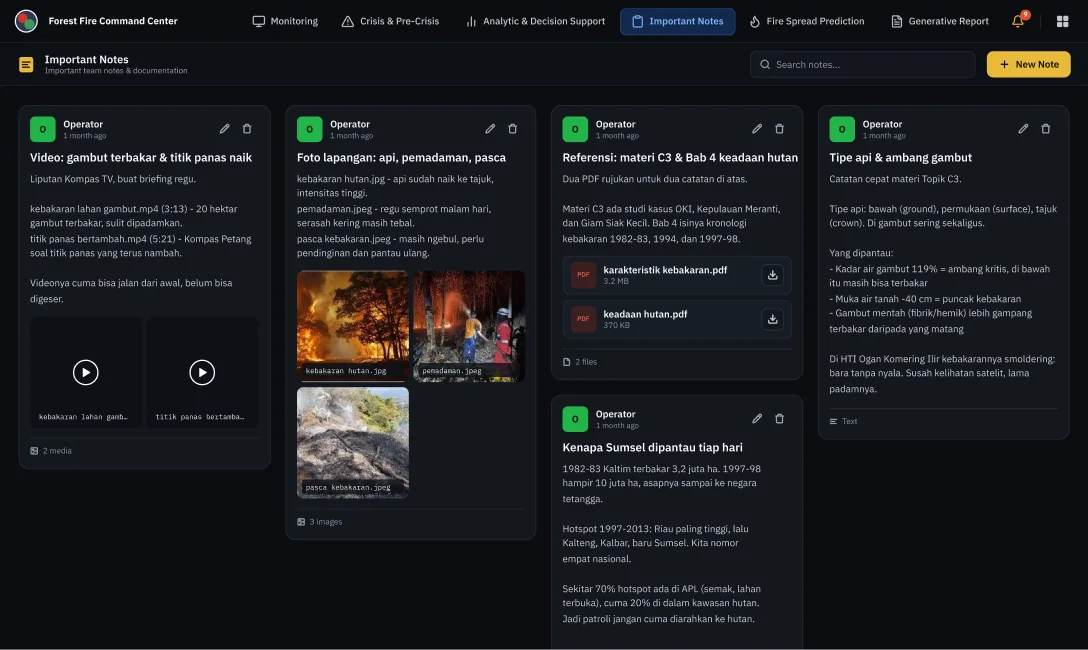 Forest Fire Command Center
Monitoring
Crisis & Pre-Crisis
Analytic & Decision Support
Important Notes
Fire Spread Prediction
Generative Report
9
Important Notes
Important team notes & documentation
Search notes...
+ New Note
O
Operator
1 month ago
Video: gambut terbakar & titik panas naik
Liputan Kompas TV, buat briefing regu.
kebakaran lahan gambut.mp4 (3:13) - 20 hektar
gambut terbakar, sulit dipadamkan.
titik panas bertambah.mp4 (5:21) - Kompas Petang
soal titik panas yang terus nambah.
Videonya cuma bisa jalan dari awal, belum bisa
digeser.
kebakaran lahan gamb…
titik panas bertamba…
2 media
O
Operator
1 month ago
Foto lapangan: api, pemadaman, pasca
kebakaran hutan.jpg - api sudah naik ke tajuk,
intensitas tinggi.
pemadaman.jpeg - regu semprot malam hari,
serasah kering masih tebal.
pasca kebakaran.jpeg - masih ngebul, perlu
pendinginan dan pantau ulang.
kebakaran hutan.jpg
pemadaman.jpeg
pasca kebakaran.jpeg
3 images
O
Operator
1 month ago
Referensi: materi C3 & Bab 4 keadaan hutan
Dua PDF rujukan untuk dua catatan di atas.
Materi C3 ada studi kasus OKI, Kepulauan Meranti,
dan Giam Siak Kecil. Bab 4 isinya kronologi
kebakaran 1982-83, 1994, dan 1997-98.
PDF
karakteristik kebakaran.pdf
3.2 MB
PDF
keadaan hutan.pdf
370 KB
2 files
O
Operator
1 month ago
Kenapa Sumsel dipantau tiap hari
1982-83 Kaltim terbakar 3,2 juta ha. 1997-98
hampir 10 juta ha, asapnya sampai ke negara
tetangga.
Hotspot 1997-2013: Riau paling tinggi, lalu
Kalteng, Kalbar, baru Sumsel. Kita nomor
empat nasional.
Sekitar 70% hotspot ada di APL (semak, lahan
terbuka), cuma 20% di dalam kawasan hutan.
Jadi patroli jangan cuma diarahkan ke hutan.
O
Operator
1 month ago
Tipe api & ambang gambut
Catatan cepat materi Topik C3.
Tipe api: bawah (ground), permukaan (surface), tajuk
(crown). Di gambut sering sekaligus.
Yang dipantau:
- Kadar air gambut 119% = ambang kritis, di bawah
itu masih bisa terbakar
- Muka air tanah -40 cm = puncak kebakaran
- Gambut mentah (fibrik/hemik) lebih gampang
terbakar daripada yang matang
Di HTI Ogan Komering Ilir kebakarannya smoldering:
bara tanpa nyala. Susah kelihatan satelit, lama
padamnya.
Text